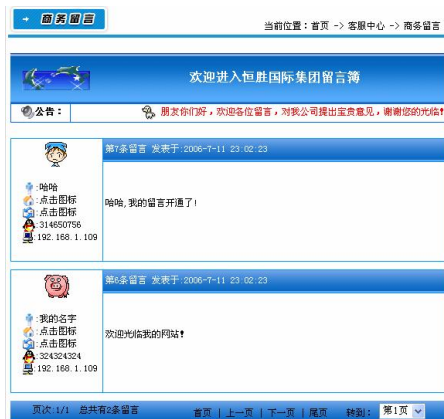 商务留言
当前位置：首页 -> 客服中心 -> 商务留言
欢迎进入恒胜国际集团留言簿
公告：
朋友你们好，欢迎各位留言，对我公司提出宝贵意见，谢谢您的光临!
第7条留言 发表于:2006-7-11 23:02:23
:哈哈
:点击图标
:点击图标
:314650756
:192.168.1.109
哈哈,我的留言开通了!
第6条留言 发表于:2006-7-11 23:02:23
:我的名字
:点击图标
:点击图标
:324324324
:192.168.1.109
欢迎光临我的网站!
页次:1/1 总共有2条留言 首页 | 上一页 | 下一页 | 尾页 转到: 第1页